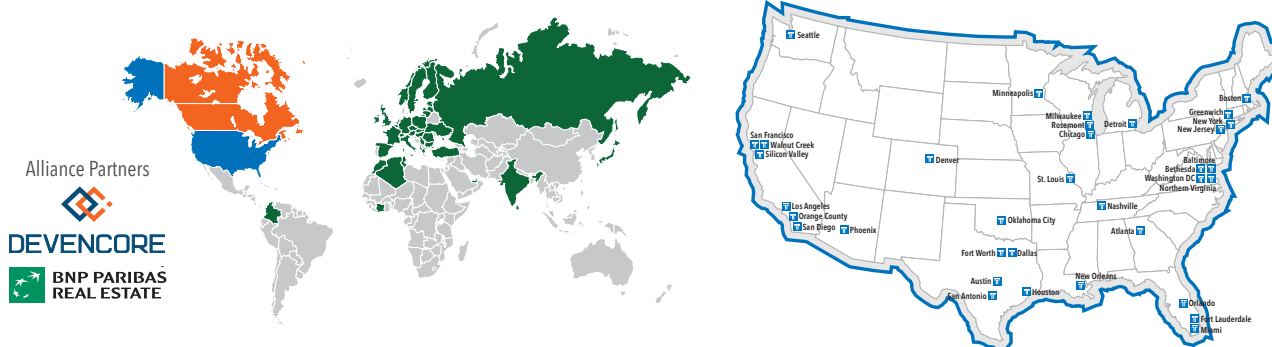 Alliance Partners
DEVENCORE
BNP PARIBAS
REAL ESTATE
Seattle
Minneapolis
Boston
Milwaukee
Rosemont
Chicago
Detroit
Greenwich
New York
New Jersey
San Francisco
Walnut Creek
Silicon Valley
Denver
St. Louis
Baltimore
Bethesda
Washington DC
Northern Virginia
Los Angeles
Orange County
San Diego
Phoenix
Oklahoma City
Nashville
Atlanta
Fort Worth
Dallas
Austin
San Antonio
Houston
New Orleans
Orlando
Fort Lauderdale
Miami